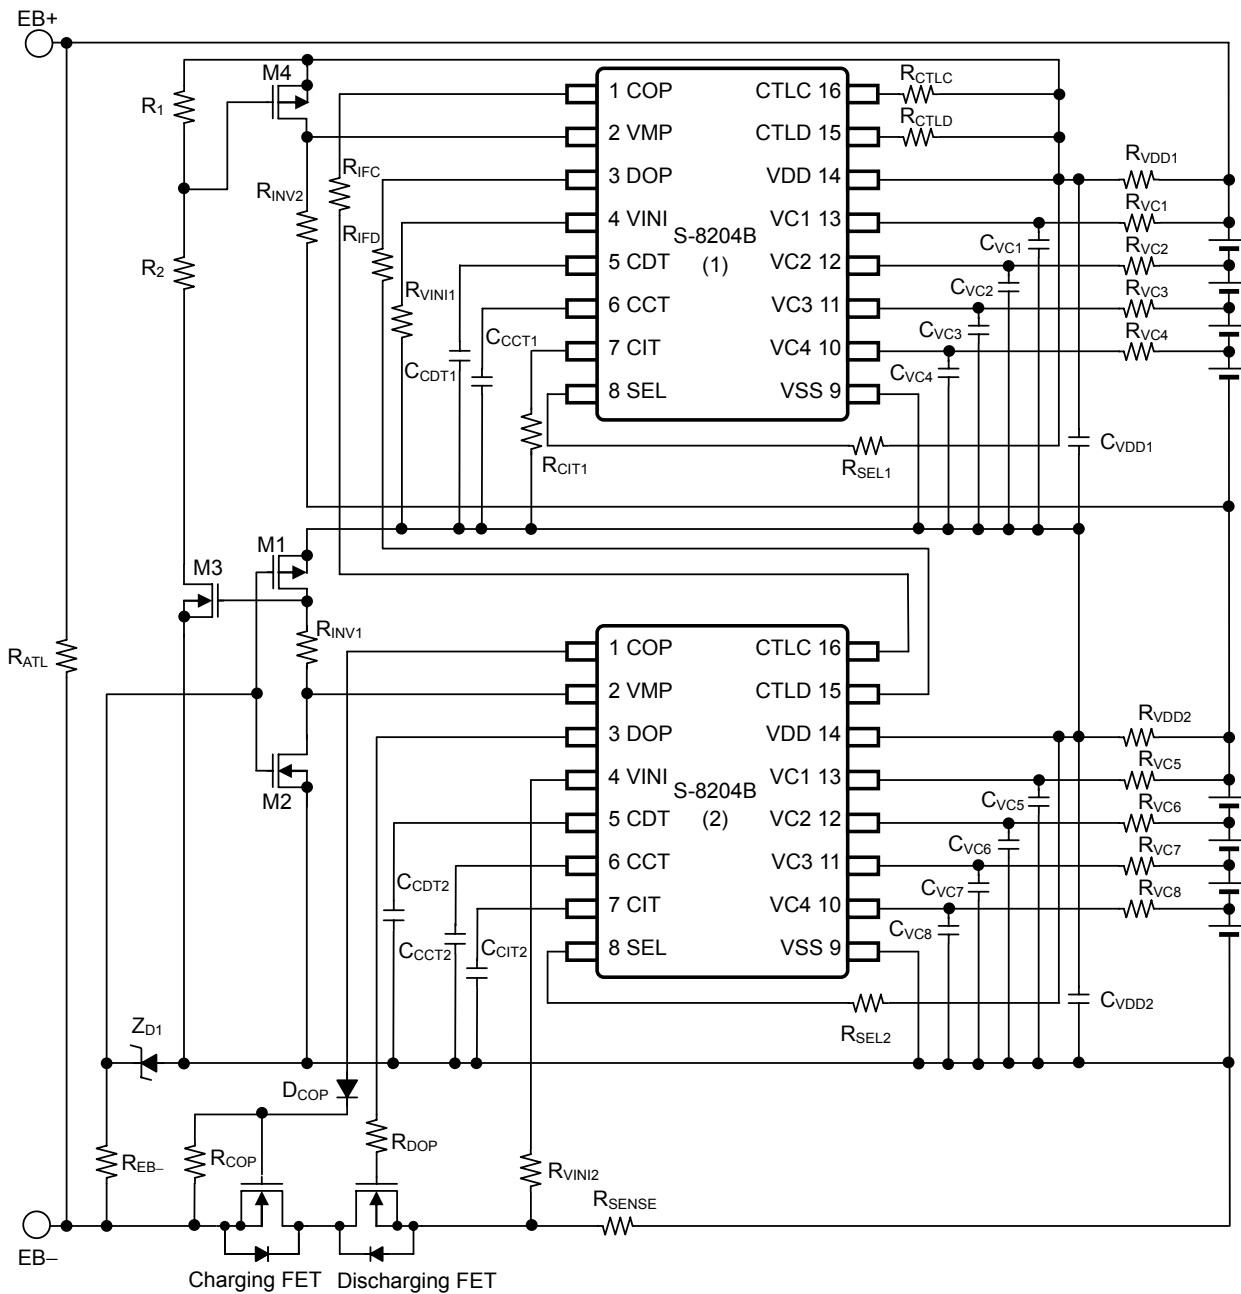 EB+
M4
R1
RINV2
RIFC
RIFD
R2
RVINI1
CCDT1
CCCT1
RCIT1
1 COP
2 VMP
3 DOP
4 VINI
5 CDT
6 CCT
7 CIT
8 SEL
S-8204B
(1)
CTLC 16
CTLD 15
VDD 14
VC1 13
VC2 12
VC3 11
VC4 10
VSS 9
RCTLC
RCTLD
RVDD1
RVC1
RVC2
RVC3
RVC4
CVC1
CVC2
CVC3
CVC4
RSEL1
CVDD1
M1
M3
RINV1
RATL
M2
1 COP
2 VMP
3 DOP
4 VINI
5 CDT
6 CCT
7 CIT
8 SEL
S-8204B
(2)
CTLC 16
CTLD 15
VDD 14
VC1 13
VC2 12
VC3 11
VC4 10
VSS 9
RVDD2
RVC5
RVC6
RVC7
RVC8
CVC5
CVC6
CVC7
CVC8
RSEL2
CVDD2
CCDT2
CCCT2
CCIT2
ZD1
DCOP
REB−
RCOP
RDOP
RVINI2
RSENSE
EB−
Charging FET
Discharging FET